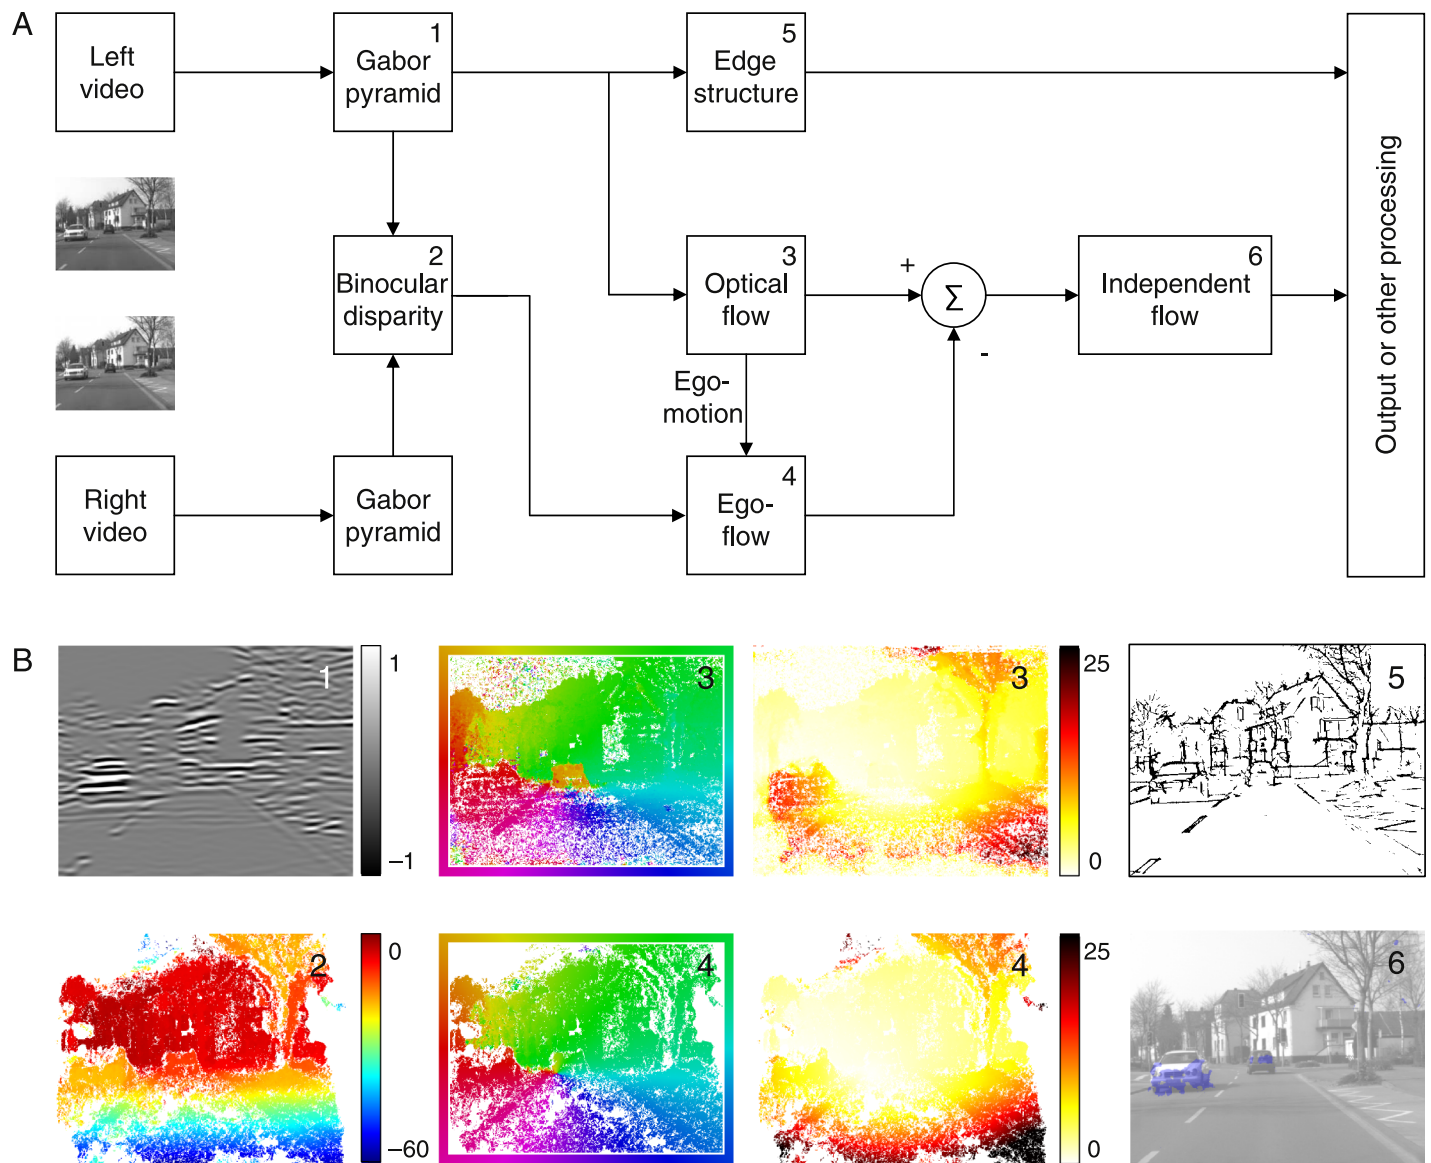 A
Left
video
1
Gabor
pyramid
5
Edge
structure
2
Binocular
disparity
3
Optical
flow
+
Σ
-
6
Independent
flow
Ego-
motion
Right
video
Gabor
pyramid
4
Ego-
flow
Output or other processing
B
1
1
−1
3
3
25
0
5
2
0
−60
4
4
25
0
6